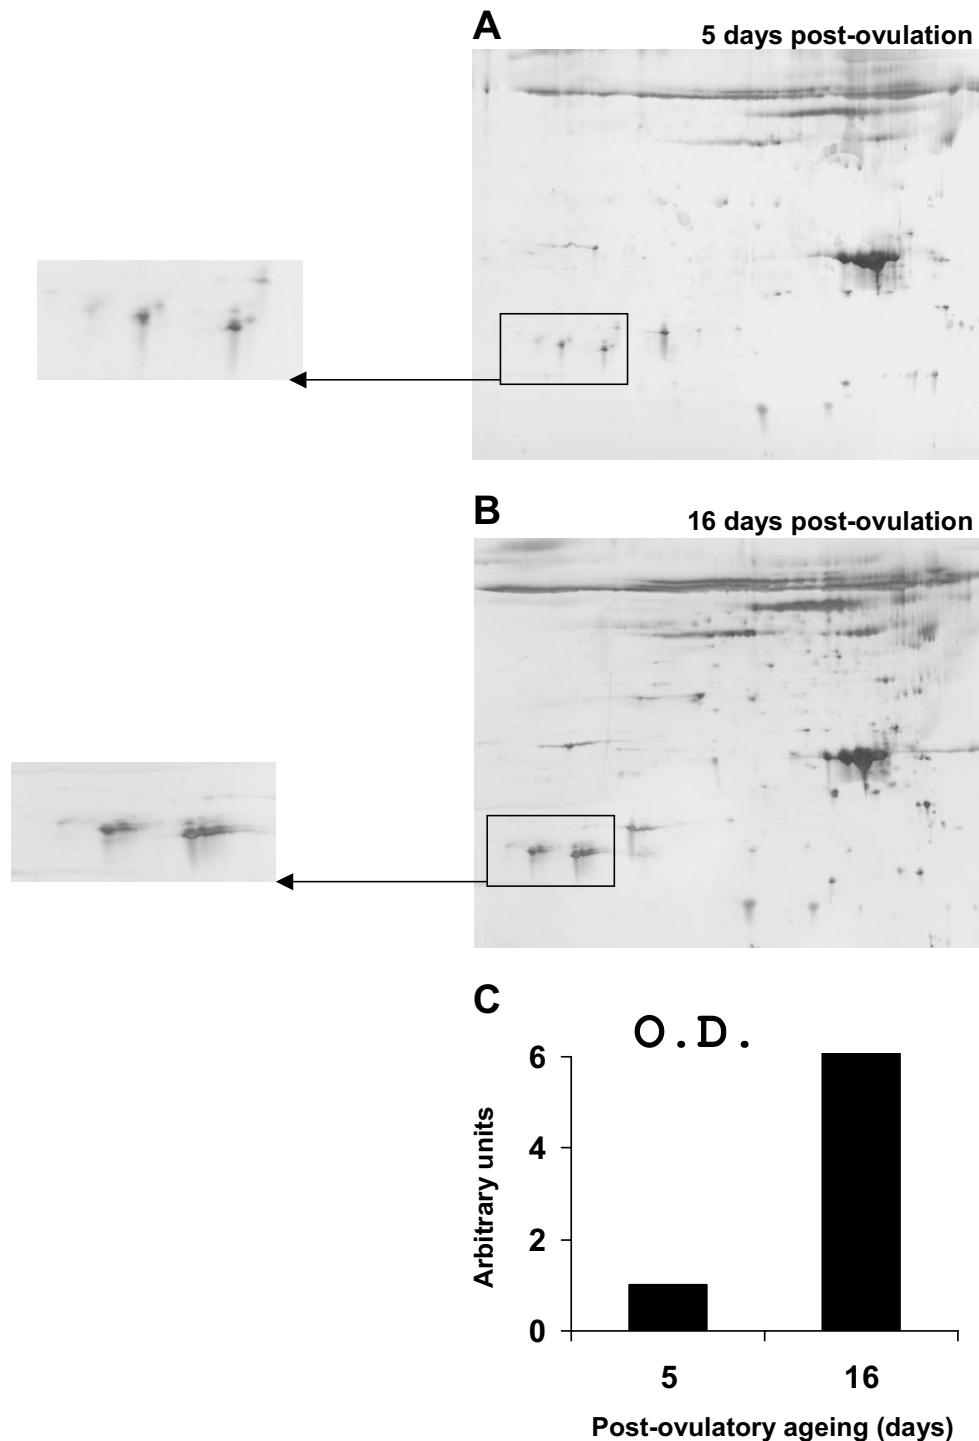 A
5 days post-ovulation
B
16 days post-ovulation
C
O.D.
6
4
2
0
Arbitrary units
5 16
Post-ovulatory ageing (days)